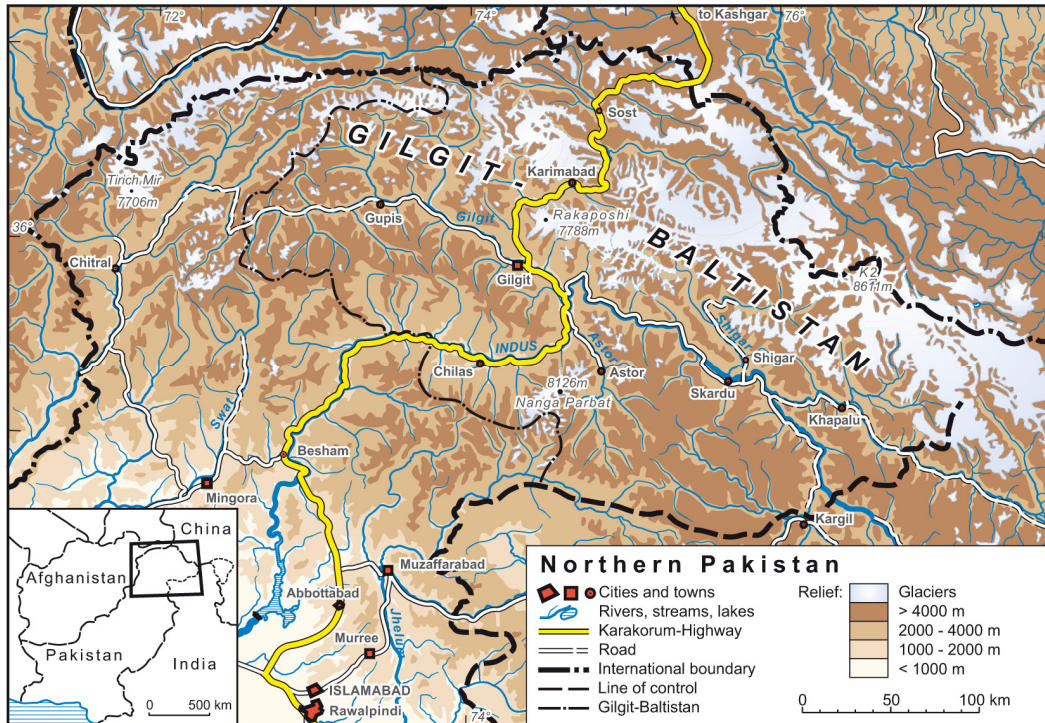 72°
74°
to Kashgar
76°
Sost
GILGIT-
Karimabad
Tirich Mir
7706m
Gupis
Gilgit
Rakaposhi
7788m
36°
BALTISTAN
Chitral
Gilgit
K2
8611m
INDUS
Astor
Shigar
Shigar
Chilas
Astor
8126m
Nanga Parbat
Skardu
Khapalu
Swat
Besham
Mingora
Kargil
China
Afghanistan
Pakistan
India
0 500 km
Muzaffarabad
Abbottabad
Jhelum
Murree
ISLAMABAD
Rawalpindi
74°
Northern Pakistan
Cities and towns
Rivers, streams, lakes
Karakorum-Highway
Road
International boundary
Line of control
Gilgit-Baltistan
Relief:
Glaciers
> 4000 m
2000 - 4000 m
1000 - 2000 m
< 1000 m
0 50 100 km